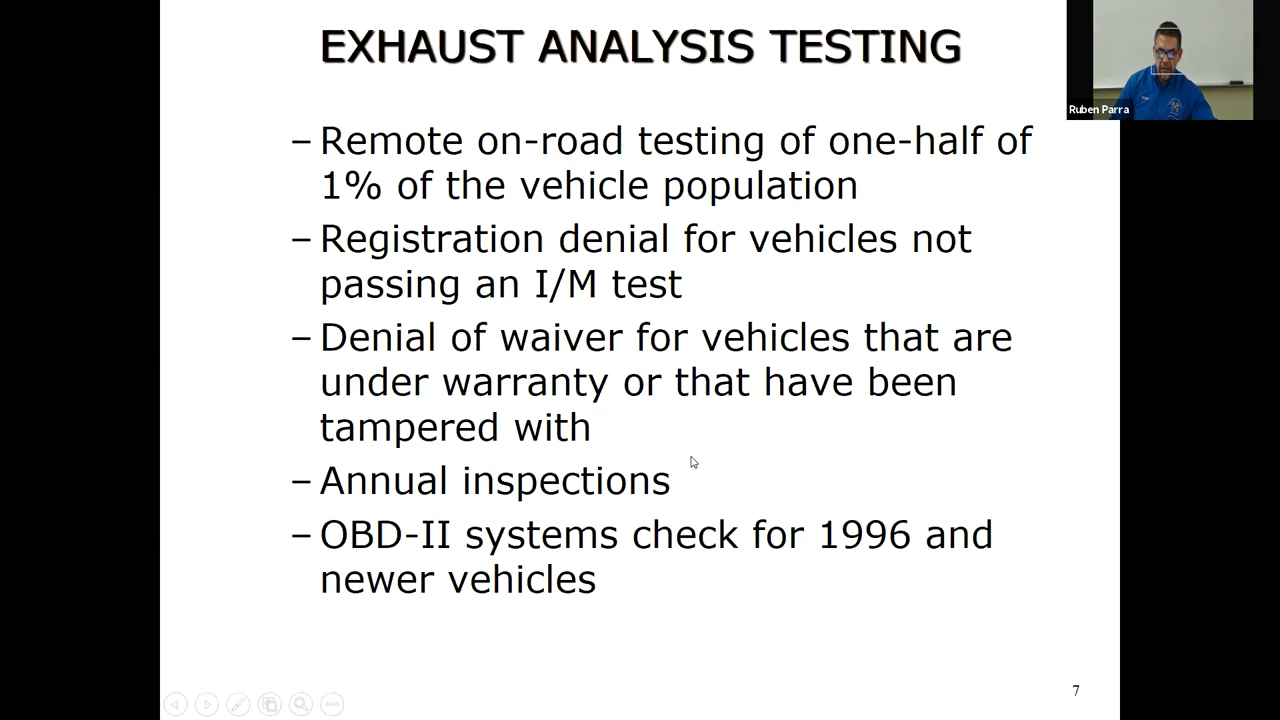 EXHAUST ANALYSIS TESTING
Ruben Parra
– Remote on-road testing of one-half of
1% of the vehicle population
– Registration denial for vehicles not
passing an I/M test
– Denial of waiver for vehicles that are
under warranty or that have been
tampered with
– Annual inspections
– OBD-II systems check for 1996 and
newer vehicles
7